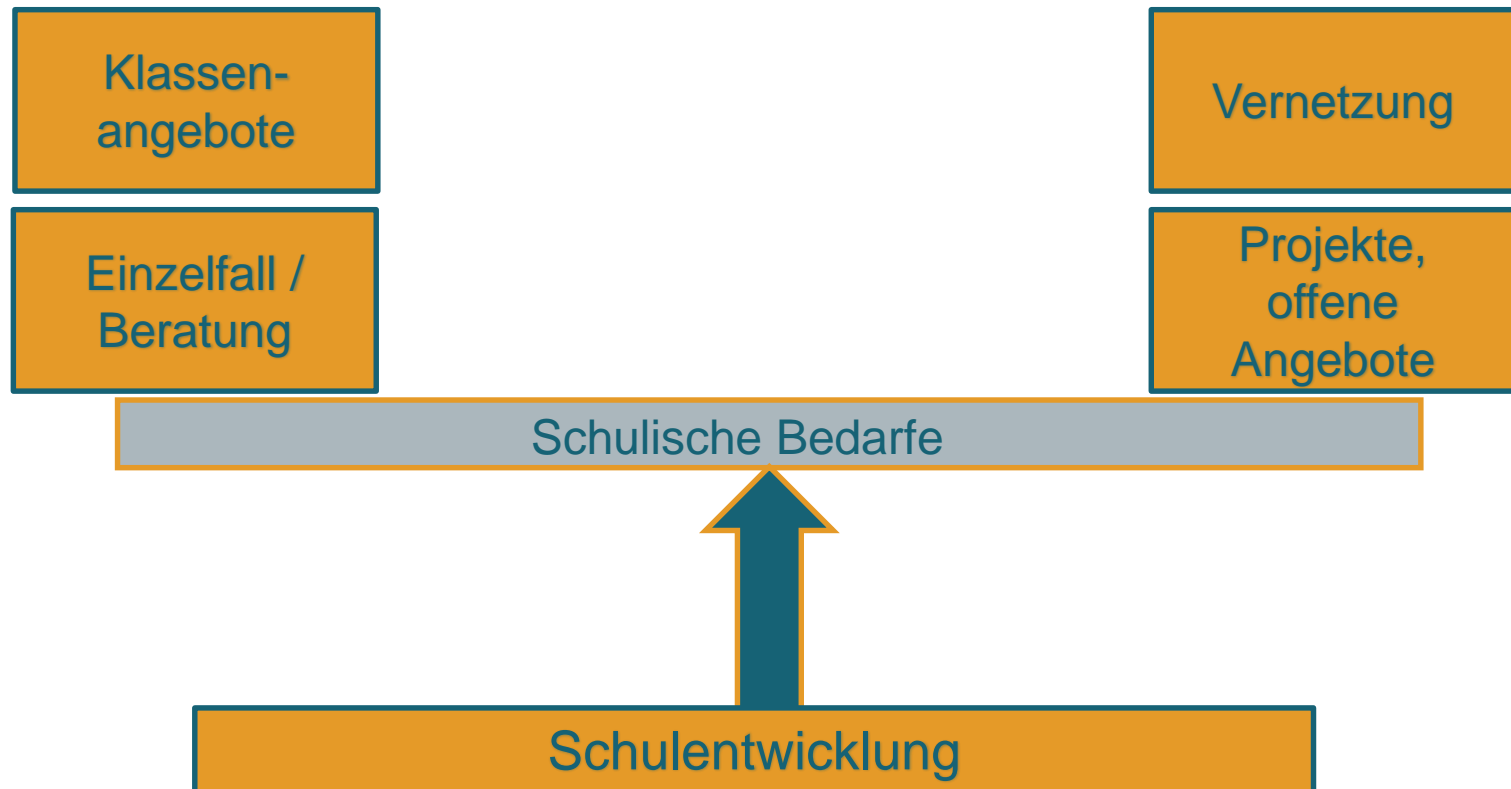 Klassen-
angebote
Vernetzung
Einzelfall /
Beratung
Projekte,
offene
Angebote
Schulische Bedarfe
Schulentwicklung